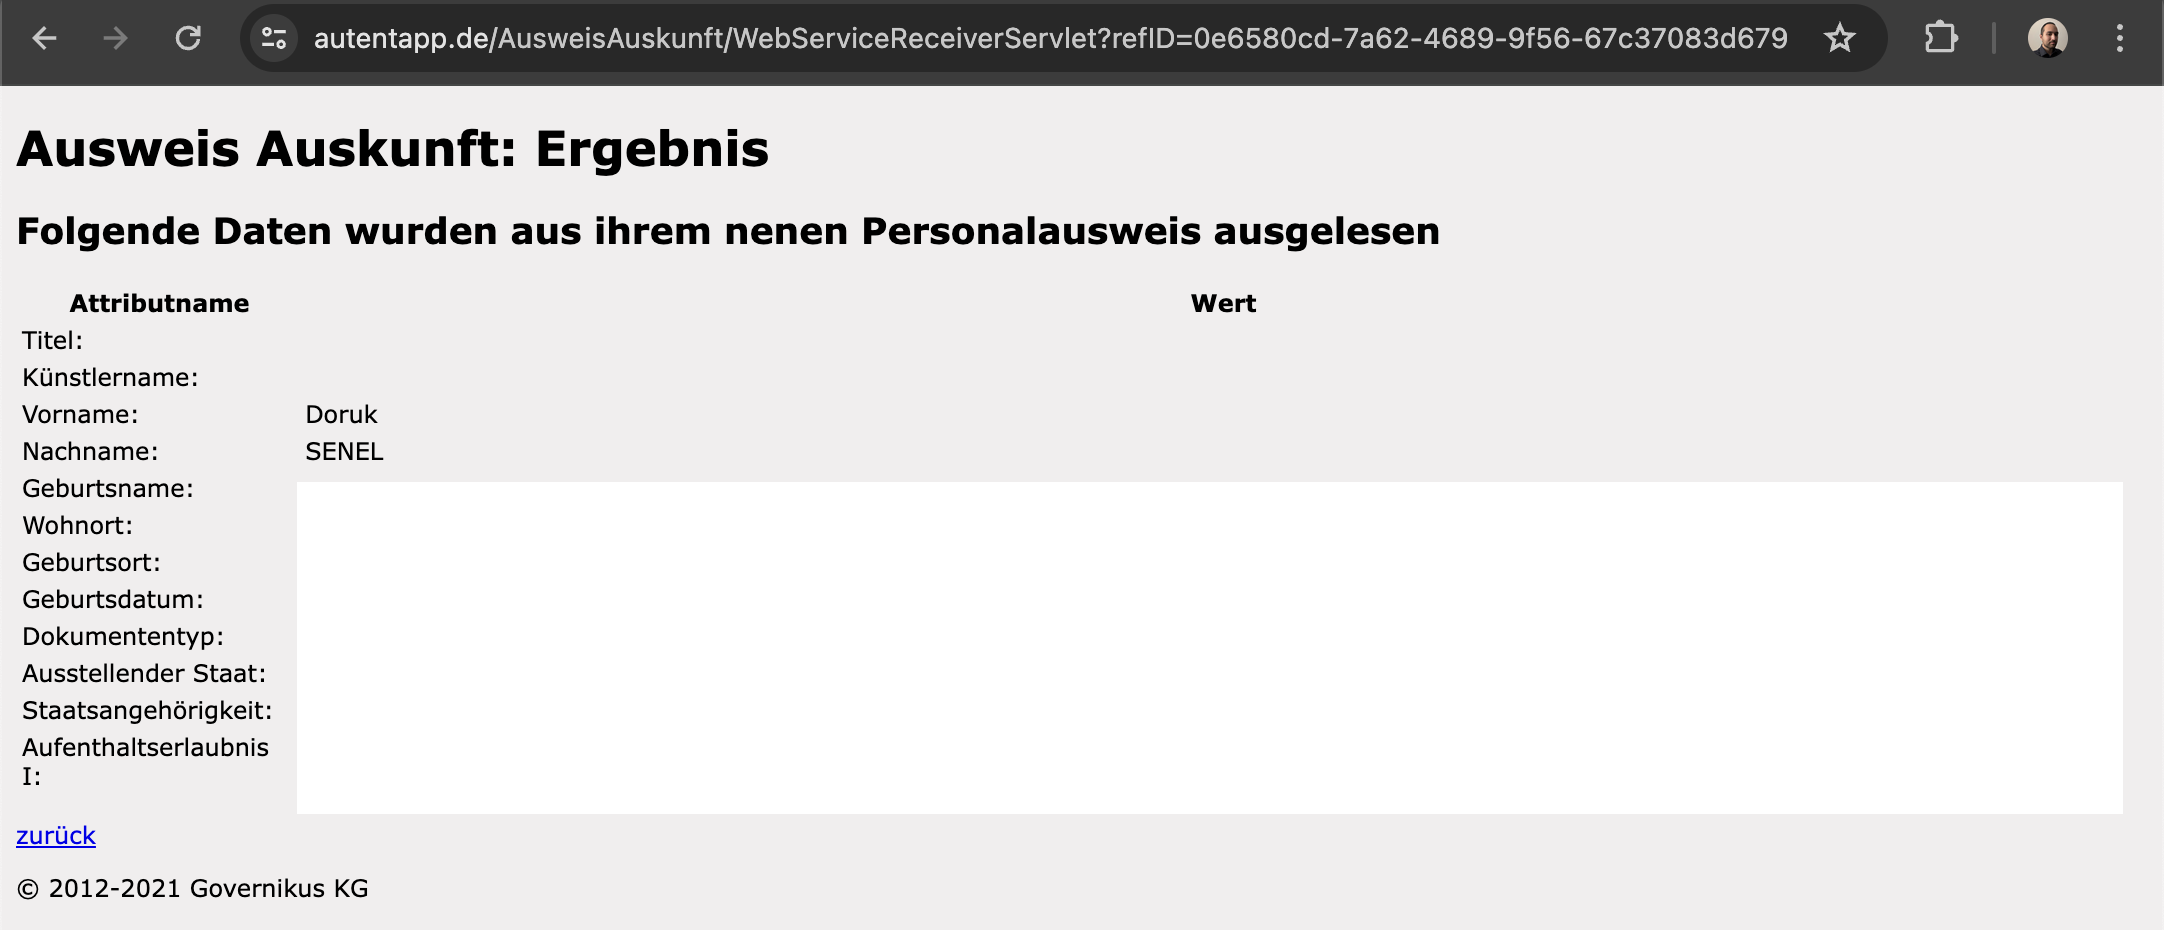 autentapp.de/AusweisAuskunft/WebServiceReceiverServlet?refID=0e6580cd-7a62-4689-9f56-67c37083d679
Ausweis Auskunft: Ergebnis
Folgende Daten wurden aus ihrem nenen Personalausweis ausgelesen
Attributname Wert
Titel:
Künstlername:
Vorname: Doruk
Nachname: SENEL
Geburtsname:
Wohnort:
Geburtsort:
Geburtsdatum:
Dokumententyp:
Ausstellender Staat:
Staatsangehörigkeit:
Aufenthaltserlaubnis
I:
zurück
© 2012-2021 Governikus KG